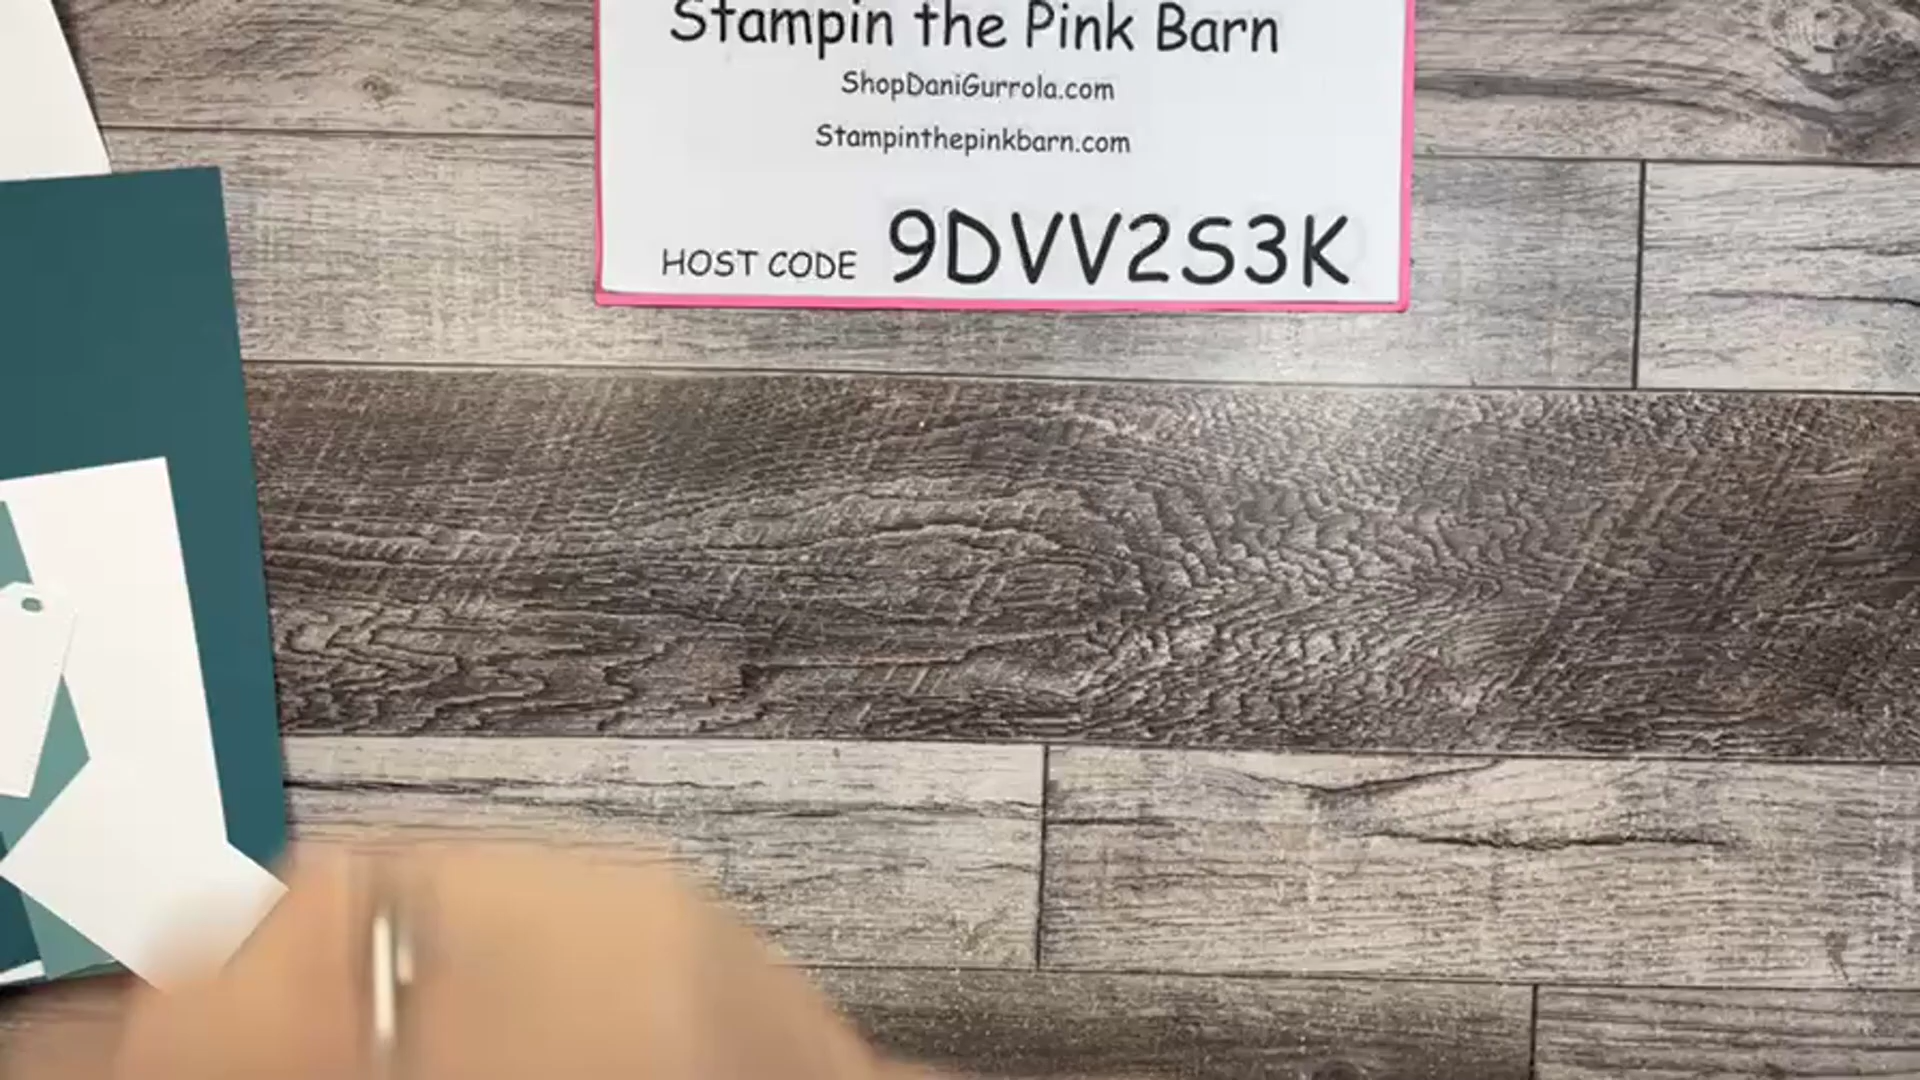 Stampin the Pink Barn
ShopDaniGurrola.com
Stampinthepinkbarn.com
HOST CODE 9DVV2S3K